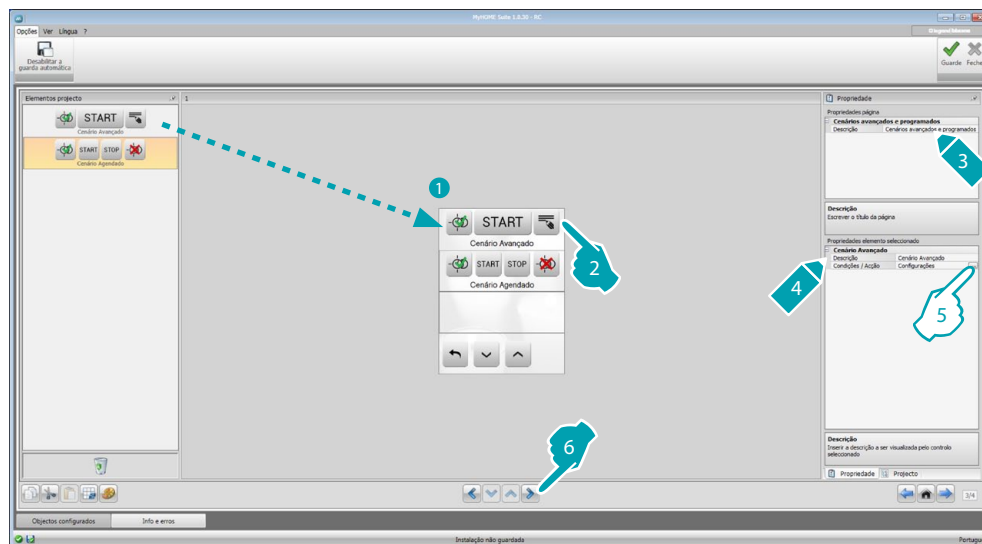 MyHOME Suite 1.0.20 - RC
Opções Ver Língua ?
Desabilitar a
guarda automática
Guarde Feche
Elementos projecto
1
Propriedade
START
Cenário Avançado
START STOP
Cenário Agendado
Propriedades página
Cenários avançados e programados
Descrição Cenários avançados e programados
3
Descrição
Escrever o título da página
1
START
Cenário Avançado
2
START STOP
Cenário Agendado
Propriedades elemento seleccionado
Cenário Avançado
Descrição Cenário Avançado
Condições / Acção Configurações
4
5
6
Descrição
Inserir a descrição a ser visualizada pelo controlo
seleccionado
Propriedade Projecto
3/4
Objectos configurados Info e erros
Instalação não guardada
Portugu